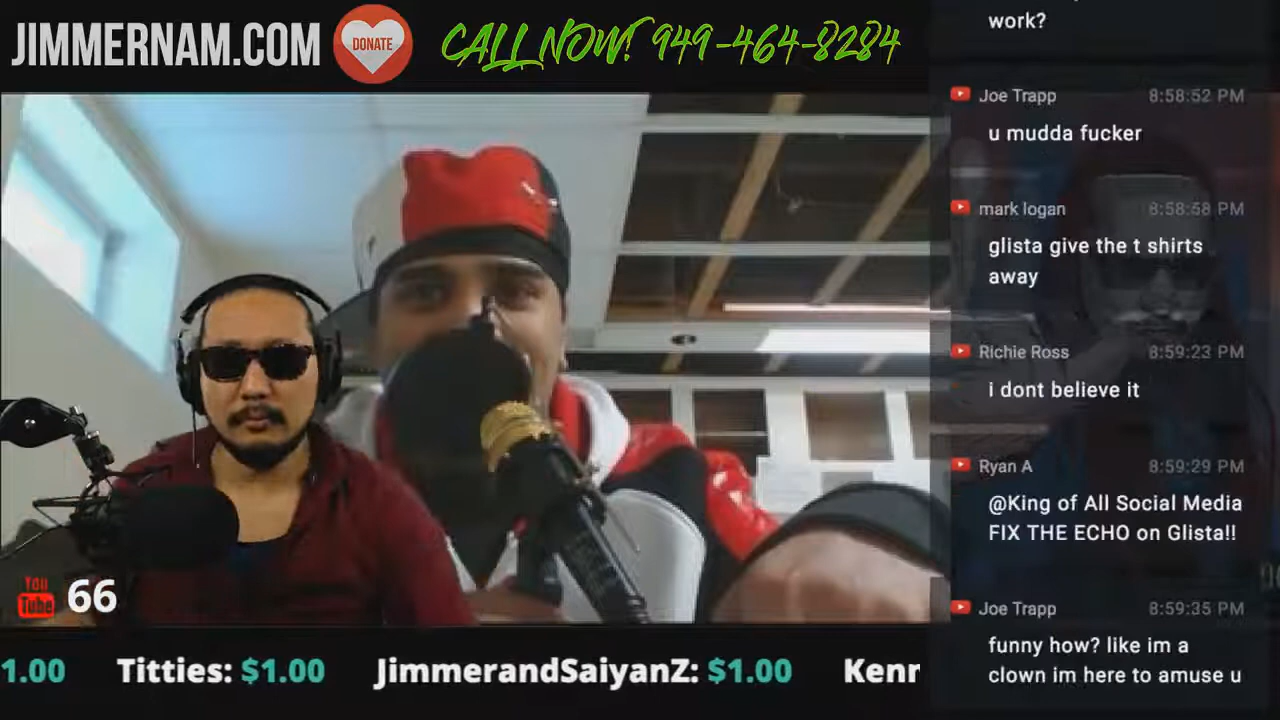 JIMMERNAM.COM
DONATE
CALL NOW! 949-464-8284
work?
Joe Trapp 8:58:52 PM
u mudda fucker
mark logan 8:58:58 PM
glista give the t shirts
away
Richie Ross 8:59:23 PM
i dont believe it
Ryan A 8:59:29 PM
@King of All Social Media
FIX THE ECHO on Glista!!
Joe Trapp 8:59:35 PM
funny how? like im a
clown im here to amuse u
You
Tube 66
1.00 Titties: $1.00 JimmerandSaiyanZ: $1.00 Kenn